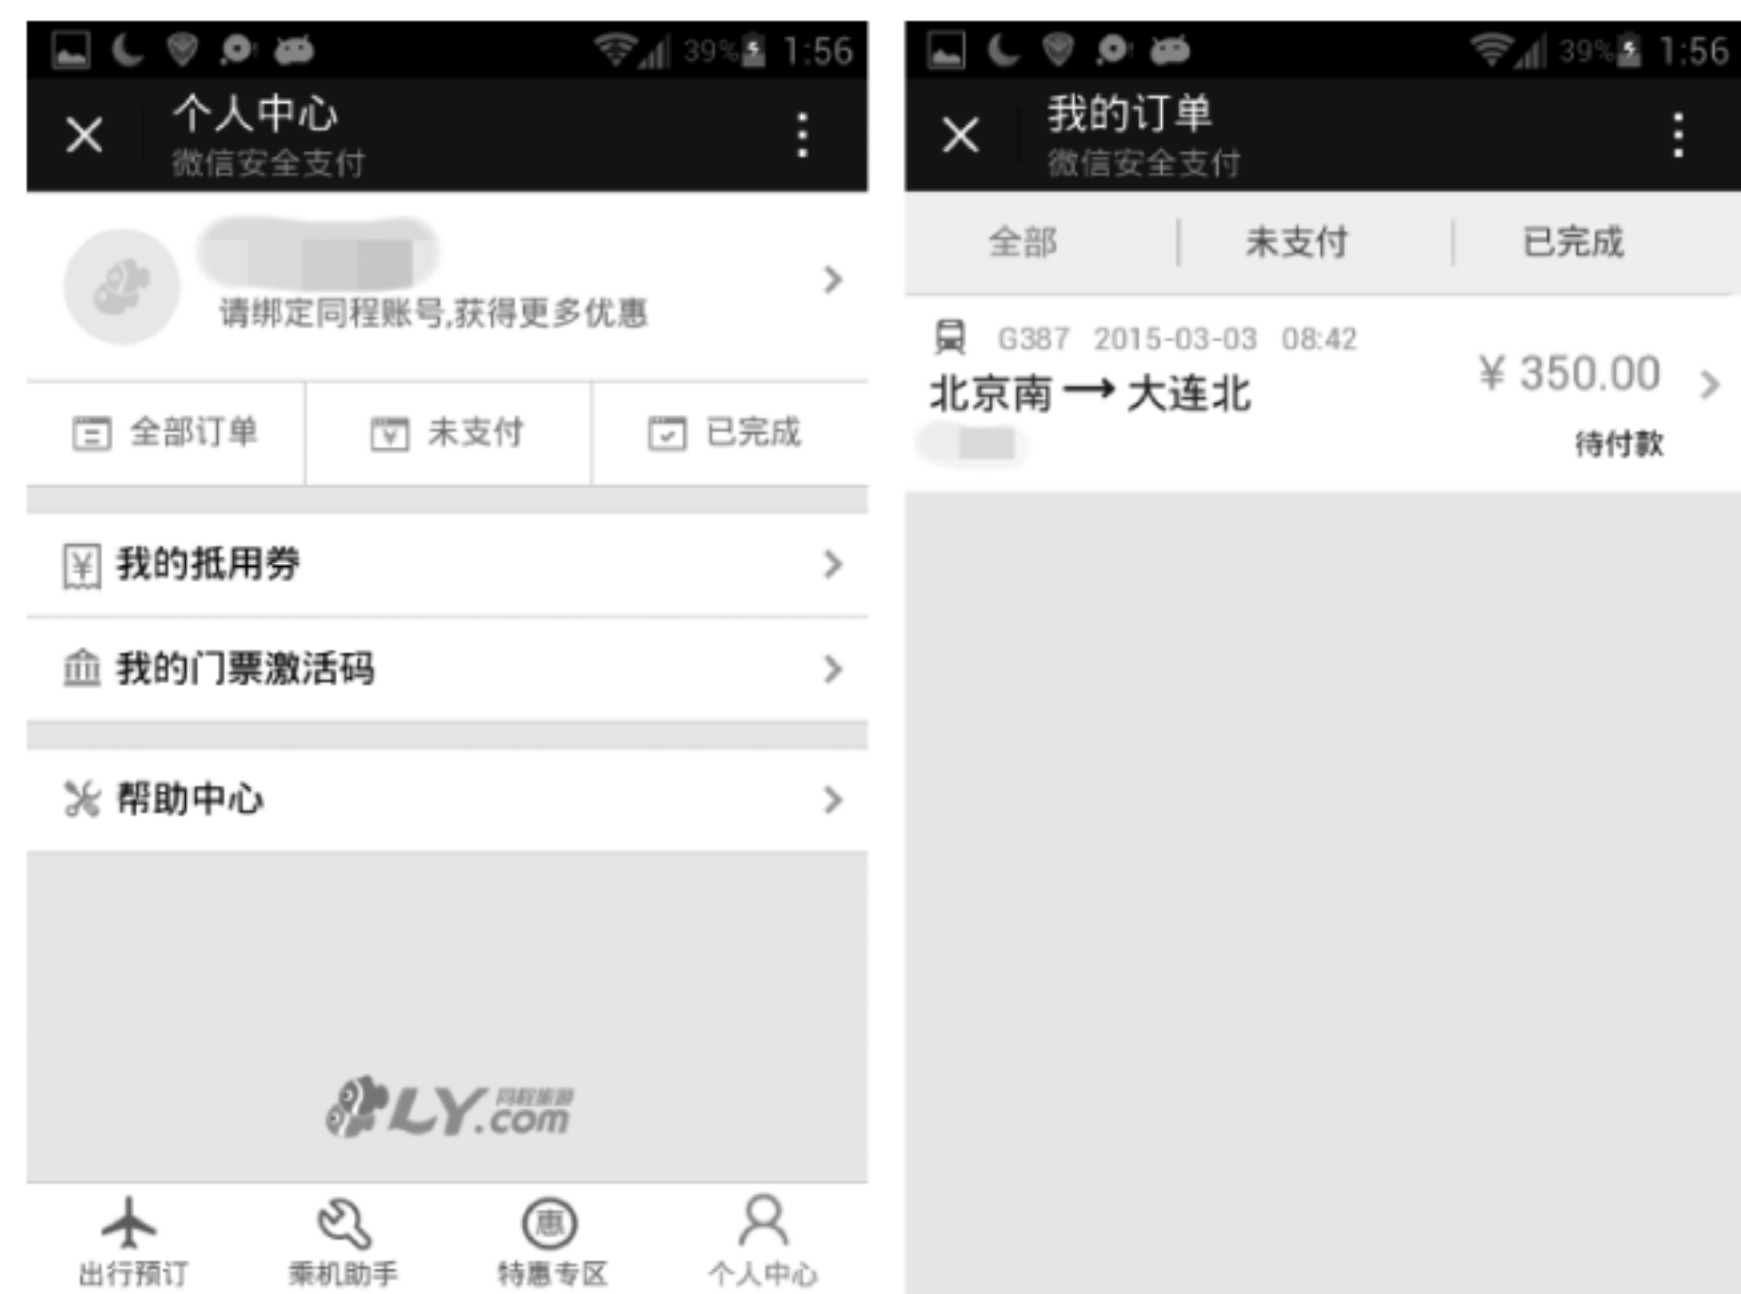 39% 1:56
个人中心
微信安全支付
请绑定同程账号,获得更多优惠
全部订单 未支付 已完成
我的抵用券
我的门票激活码
帮助中心
LY.com 同程旅游
出行预订 乘机助手 特惠专区 个人中心
39% 1:56
我的订单
微信安全支付
全部 未支付 已完成
G387 2015-03-03 08:42
北京南→大连北
¥350.00
待付款